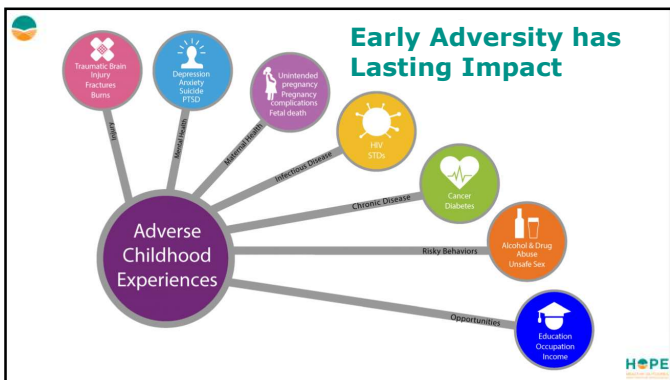 Early Adversity has
Lasting Impact
Traumatic Brain
Injury
Fractures
Burns
Depression
Anxiety
Suicide
PTSD
Unintended
pregnancy
Pregnancy
complications
Fetal death
HIV
STDs
Cancer
Diabetes
Alcohol & Drug
Abuse
Unsafe Sex
Education
Occupation
Income
Injury
Mental Health
Maternal Health
Infectious Disease
Chronic Disease
Risky Behaviors
Opportunities
Adverse
Childhood
Experiences
HOPE